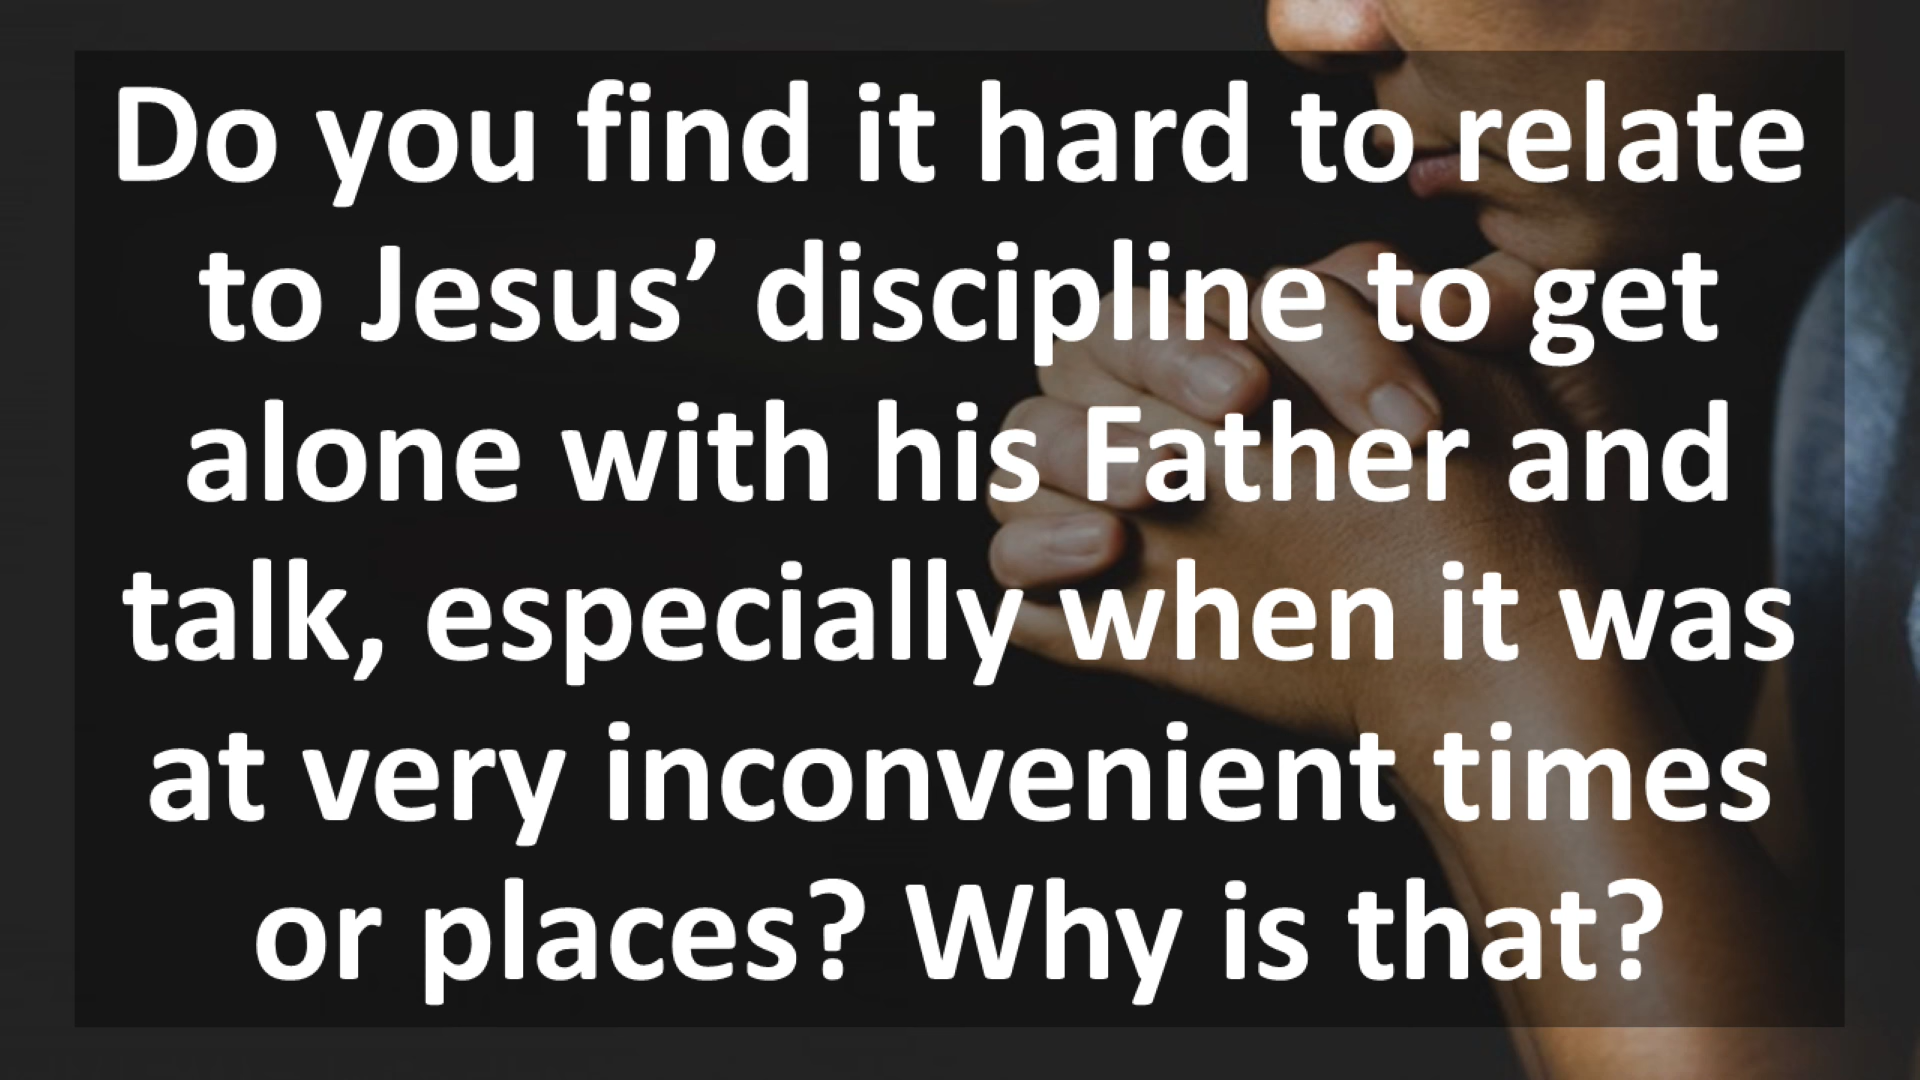 Do you find it hard to relate
to Jesus’ discipline to get
alone with his Father and
talk, especially when it was
at very inconvenient times
or places? Why is that?